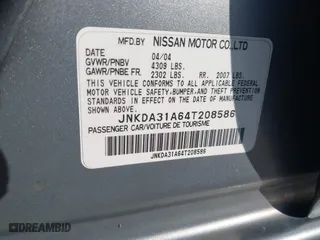 MFD.BY NISSAN MOTOR CO.,LTD
DATE 04/04
GVWR/PNBV 4309 LBS.
GAWR/PNBE FR. 2302 LBS. RR. 2007 LBS.
THIS VEHICLE CONFORMS TO ALL APPLICABLE FEDERAL
MOTOR VEHICLE SAFETY,BUMPER,AND THEFT PREVENTION
STANDARDS IN EFFECT ON THE DATE OF MANUFACTURE
SHOWN ABOVE.
JNKDA31A64T208586
PASSENGER CAR/VOITURE DE TOURISME
JNKDA31A64T208586
DREAMBID